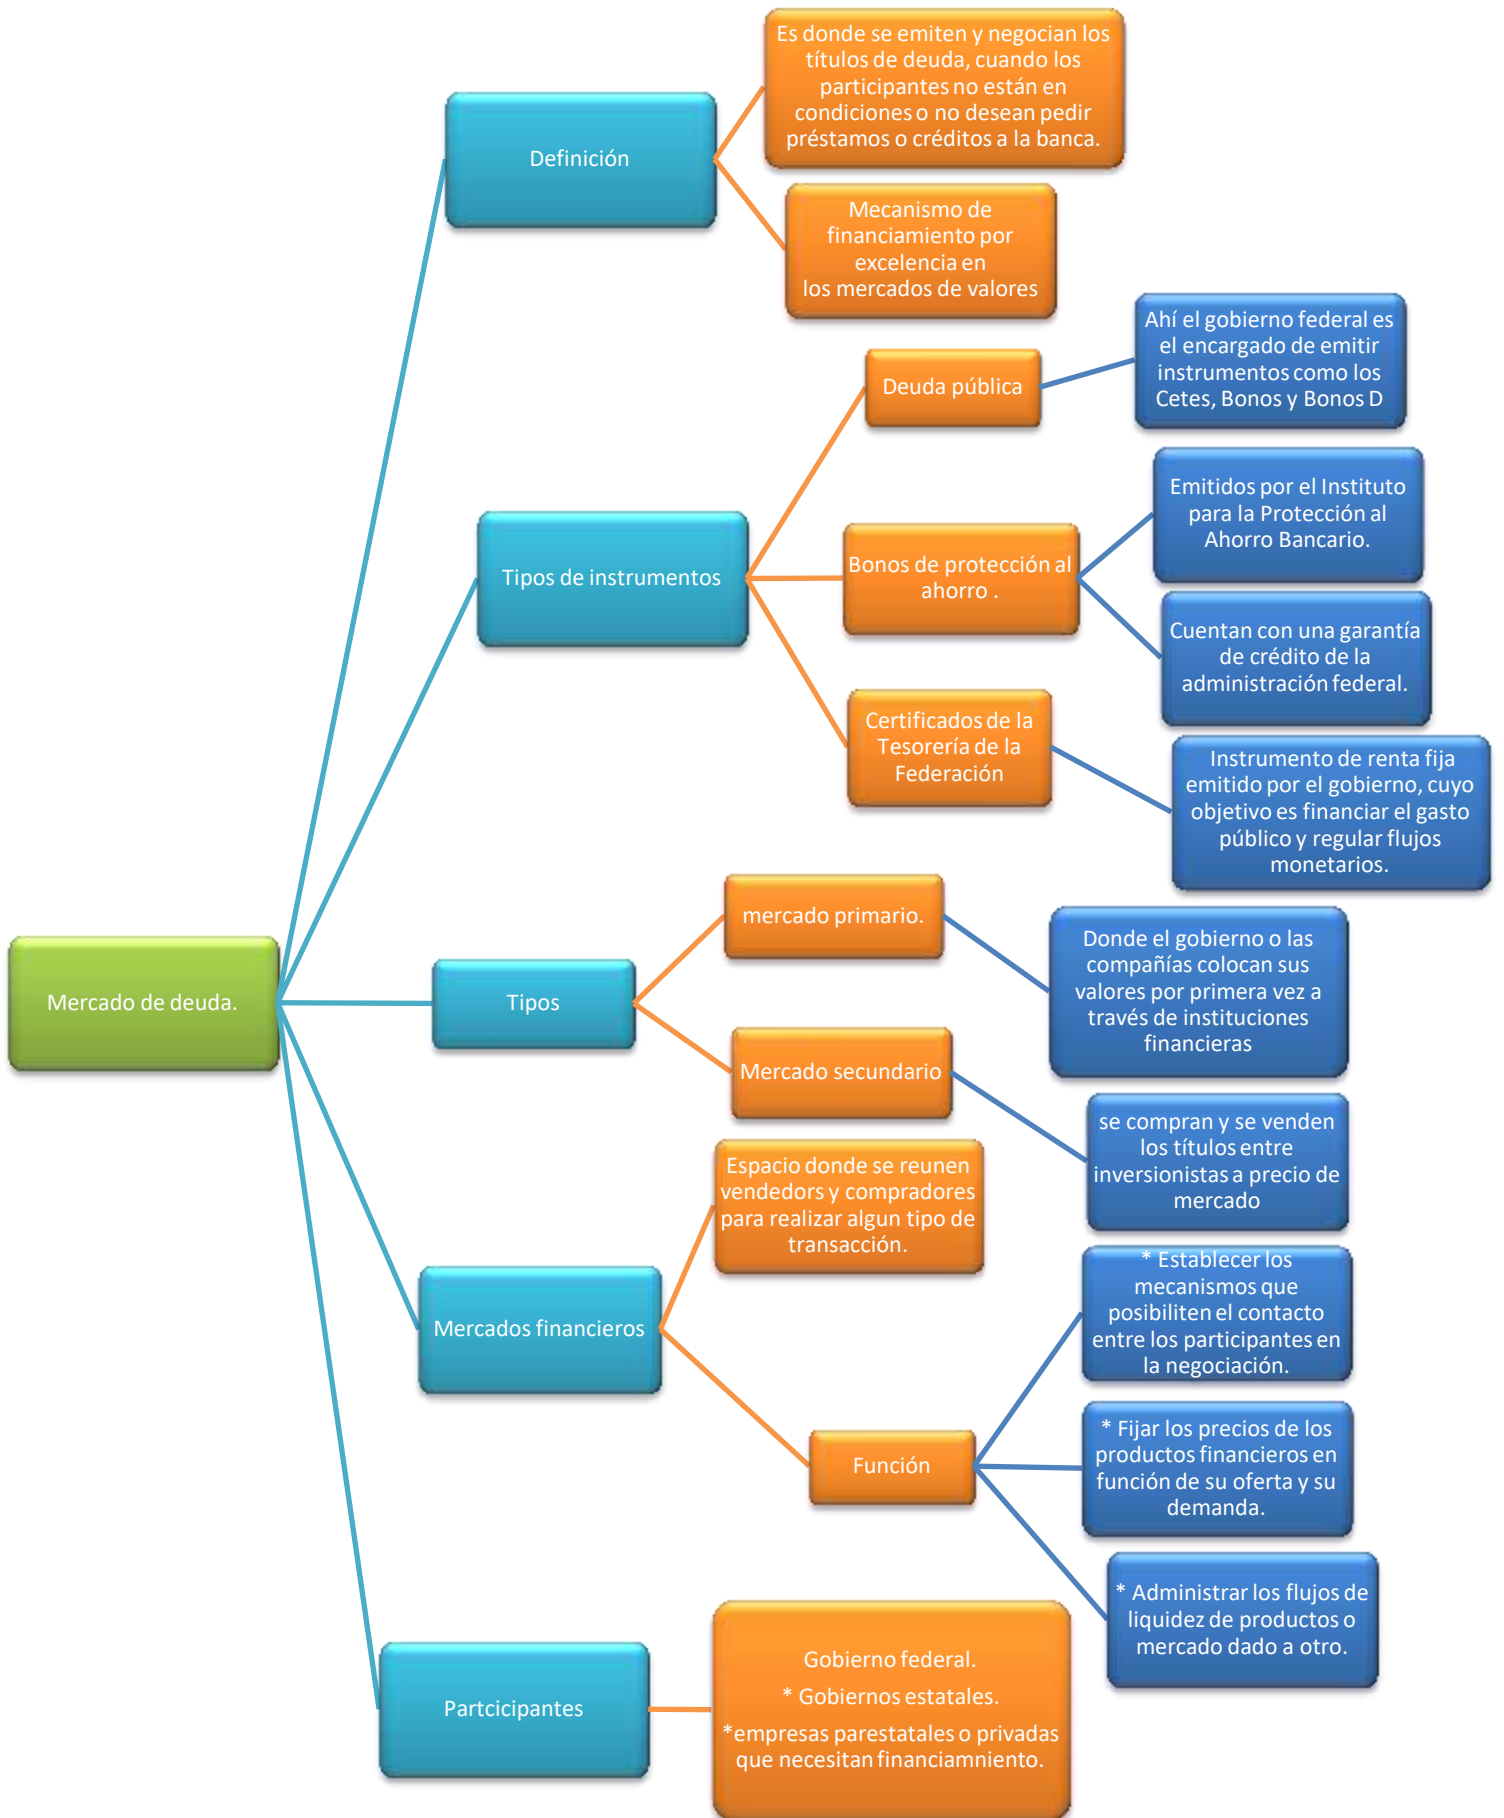 Mercado de deuda.
Definición
Es donde se emiten y negocian los
títulos de deuda, cuando los
participantes no están en
condiciones o no desean pedir
préstamos o créditos a la banca.
Mecanismo de
financiamiento por
excelencia en
los mercados de valores
Tipos de instrumentos
Deuda pública
Ahí el gobierno federal es
el encargado de emitir
instrumentos como los
Cetes, Bonos y Bonos D
Bonos de protección al
ahorro .
Emitidos por el Instituto
para la Protección al
Ahorro Bancario.
Cuentan con una garantía
de crédito de la
administración federal.
Certificados de la
Tesorería de la
Federación
Instrumento de renta fija
emitido por el gobierno, cuyo
objetivo es financiar el gasto
público y regular flujos
monetarios.
Tipos
mercado primario.
Donde el gobierno o las
compañías colocan sus
valores por primera vez a
través de instituciones
financieras
Mercado secundario
se compran y se venden
los títulos entre
inversionistas a precio de
mercado
Mercados financieros
Espacio donde se reunen
vendedors y compradores
para realizar algun tipo de
transacción.
Función
* Establecer los
mecanismos que
posibiliten el contacto
entre los participantes en
la negociación.
* Fijar los precios de los
productos financieros en
función de su oferta y su
demanda.
* Administrar los flujos de
liquidez de productos o
mercado dado a otro.
Partcicipantes
Gobierno federal.
* Gobiernos estatales.
*empresas parestatales o privadas
que necesitan financiamniento.